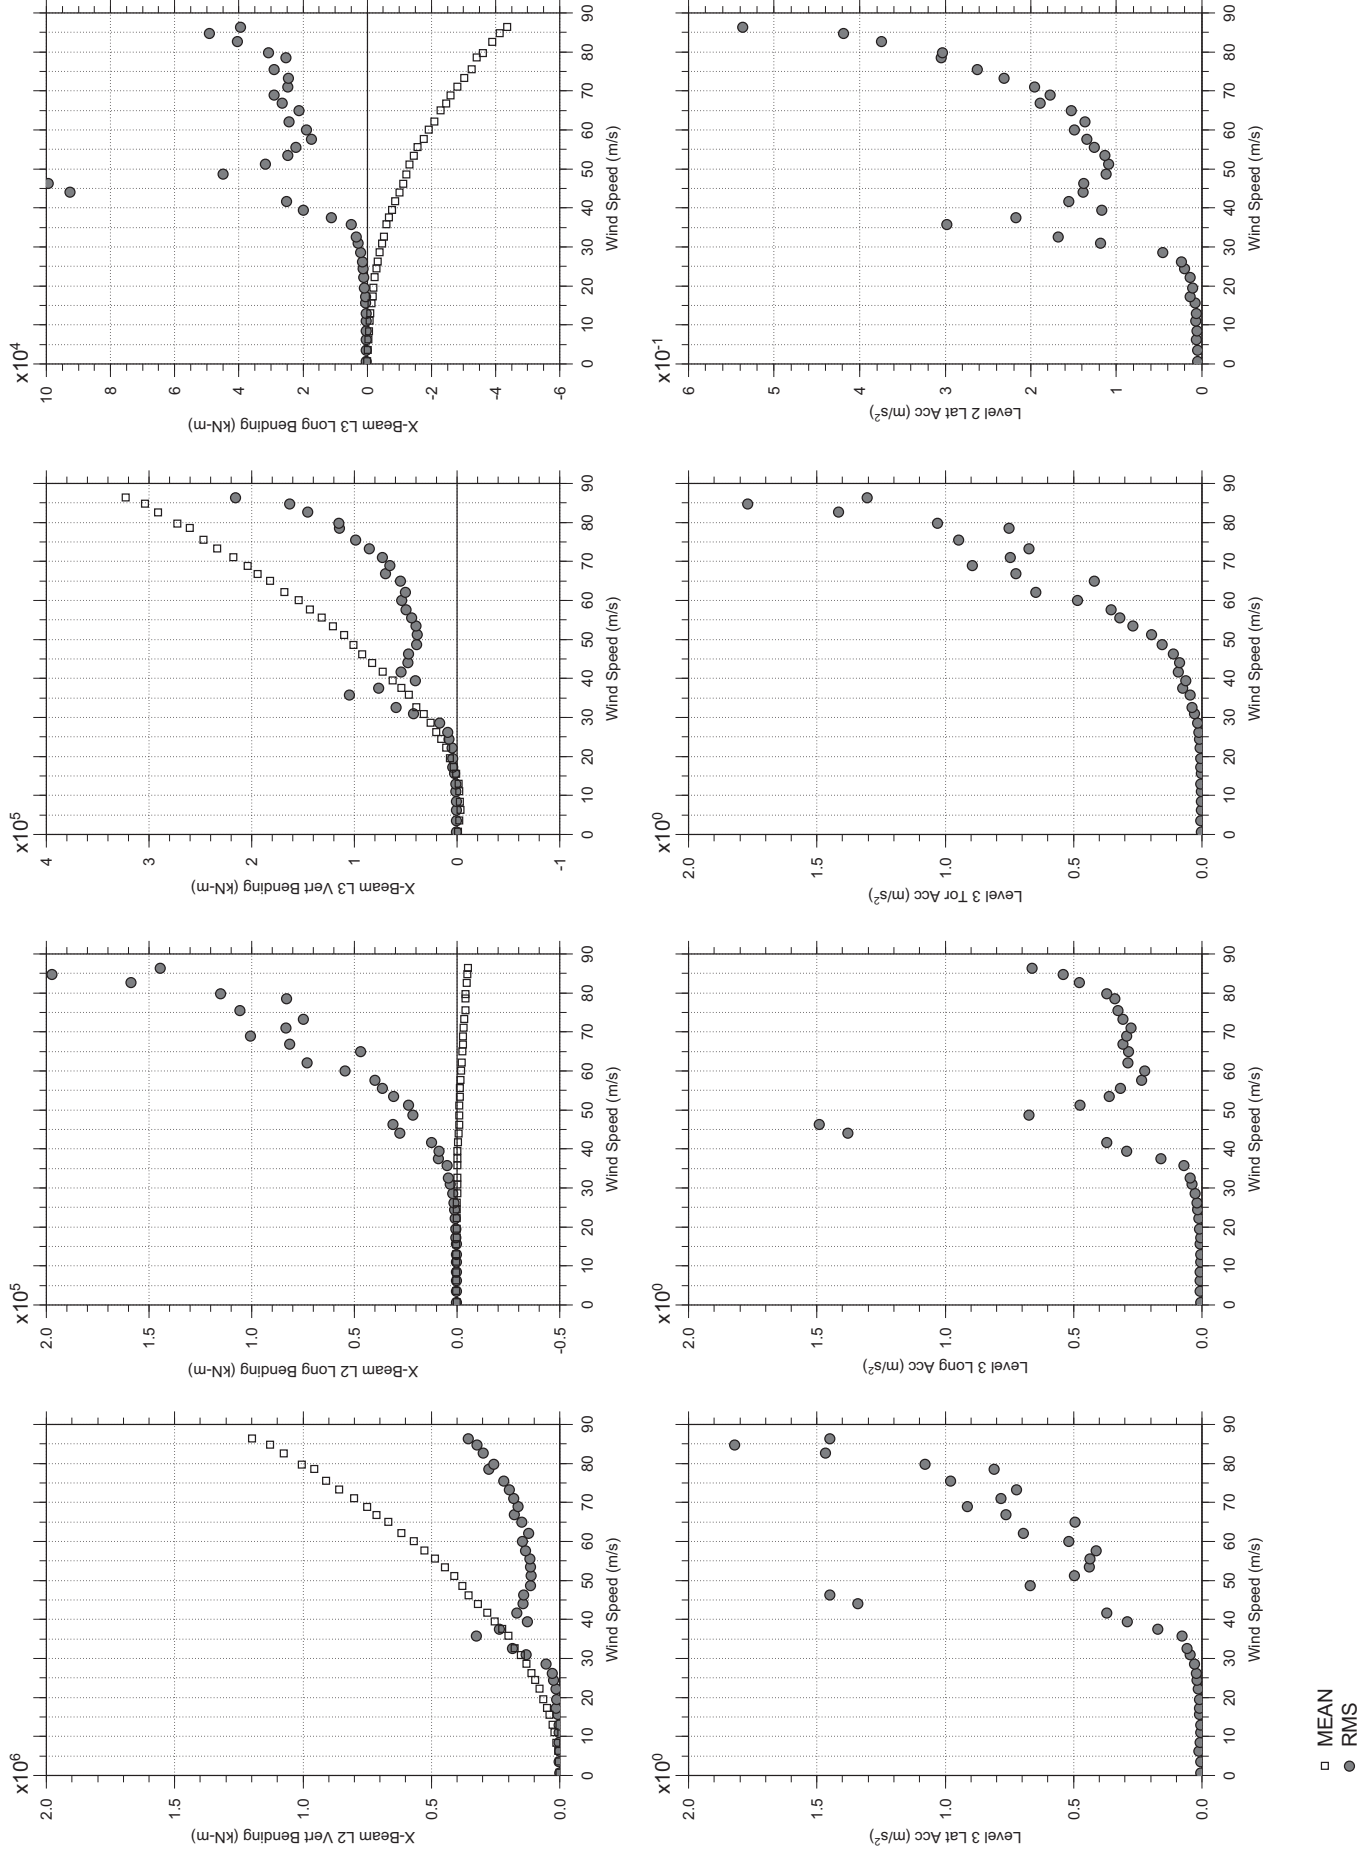 x10⁶
X-Beam L2 Vert Bending (kN-m)
2.0
1.5
1.0
0.5
0.0
0 10 20 30 40 50 60 70 80 90
Wind Speed (m/s)
x10⁵
X-Beam L2 Long Bending (kN-m)
2.0
1.5
1.0
0.5
0.0
-0.5
0 10 20 30 40 50 60 70 80 90
Wind Speed (m/s)
x10⁵
X-Beam L3 Vert Bending (kN-m)
4
3
2
1
0
-1
0 10 20 30 40 50 60 70 80 90
Wind Speed (m/s)
x10⁴
X-Beam L3 Long Bending (kN-m)
10
8
6
4
2
0
-2
-4
-6
0 10 20 30 40 50 60 70 80 90
Wind Speed (m/s)
x10⁰
Level 3 Lat Acc (m/s²)
2.0
1.5
1.0
0.5
0.0
0 10 20 30 40 50 60 70 80 90
Wind Speed (m/s)
x10⁰
Level 3 Long Acc (m/s²)
2.0
1.5
1.0
0.5
0.0
0 10 20 30 40 50 60 70 80 90
Wind Speed (m/s)
x10⁰
Level 3 Tor Acc (m/s²)
2.0
1.5
1.0
0.5
0.0
0 10 20 30 40 50 60 70 80 90
Wind Speed (m/s)
x10⁻¹
Level 2 Lat Acc (m/s²)
6
5
4
3
2
1
0
0 10 20 30 40 50 60 70 80 90
Wind Speed (m/s)
MEAN
RMS